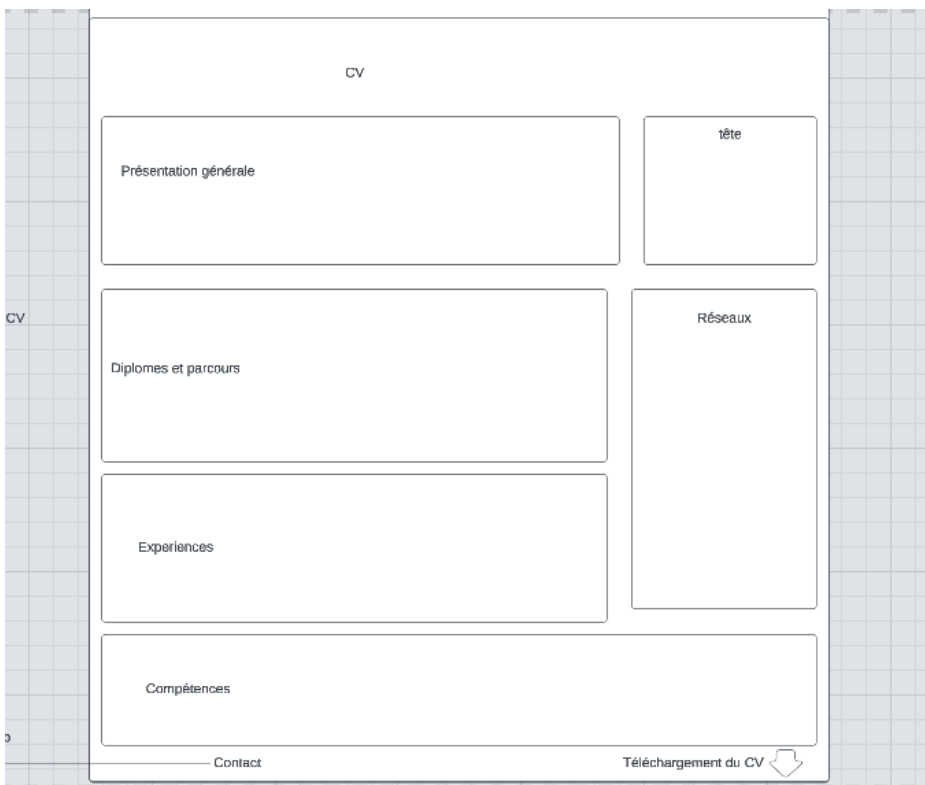 CV
Présentation générale
tête
CV
Réseaux
Diplomes et parcours
Experiences
Compétences
Contact
Téléchargement du CV